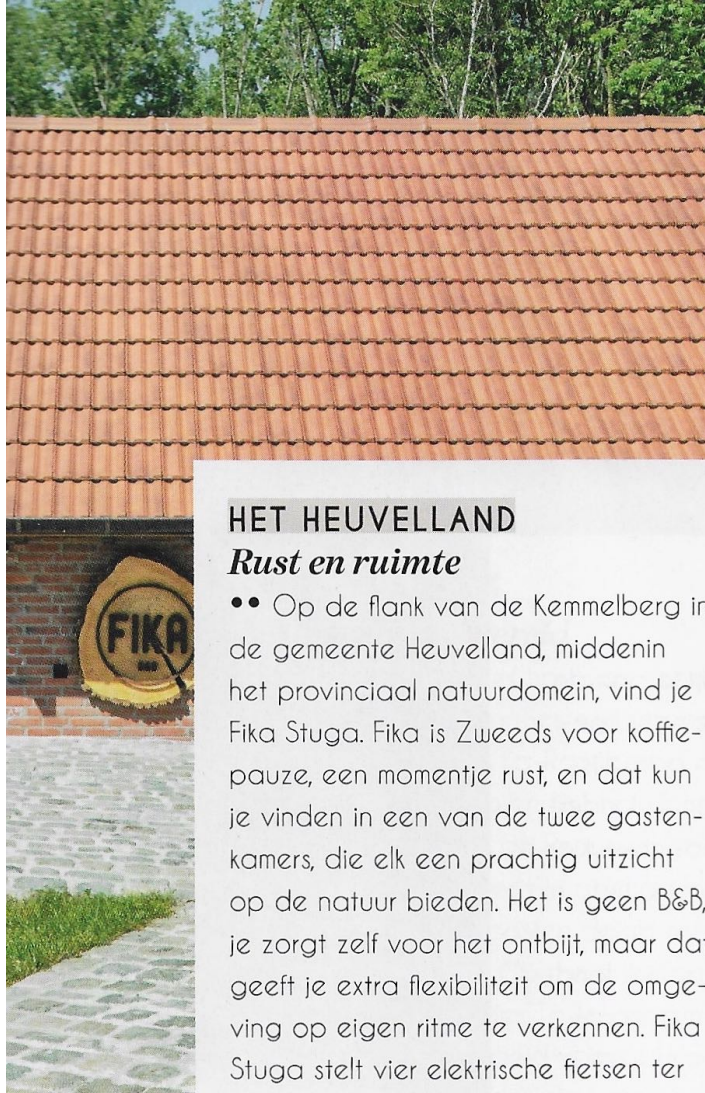 HET HEUVELLAND
Rust en ruimte
•• Op de flank van de Kemmelberg in
de gemeente Heuvelland, middenin
het provinciaal natuurdomein, vind je
Fika Stuga. Fika is Zweeds voor koffie-
pauze, een momentje rust, en dat kun
je vinden in een van de twee gasten-
kamers, die elk een prachtig uitzicht
op de natuur bieden. Het is geen B&B,
je zorgt zelf voor het ontbijt, maar dat
geeft je extra flexibiliteit om de omge-
ving op eigen ritme te verkennen. Fika
Stuga stelt vier elektrische fietsen ter
FIKA